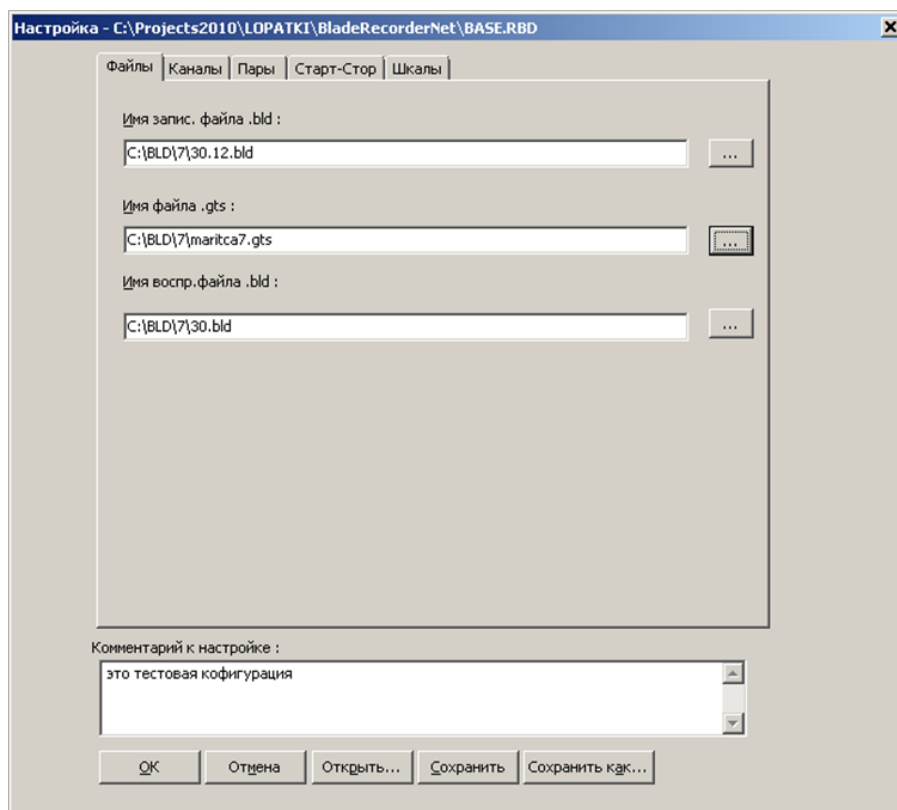 Настройка - C:\Projects2010\LOPATKI\BladeRecorderNet\BASE.RBD
Файлы Каналы Пары Старт-Стор Шкалы
Имя запис. файла .bld :
C:\BLD\7\30.12.bld ...
Имя файла .gts :
C:\BLD\7\maritca7.gts ...
Имя воспр.файла .bld :
C:\BLD\7\30.bld ...
Комментарий к настройке :
это тестовая кофигурация
OK Отмена Открыть... Сохранить Сохранить как...